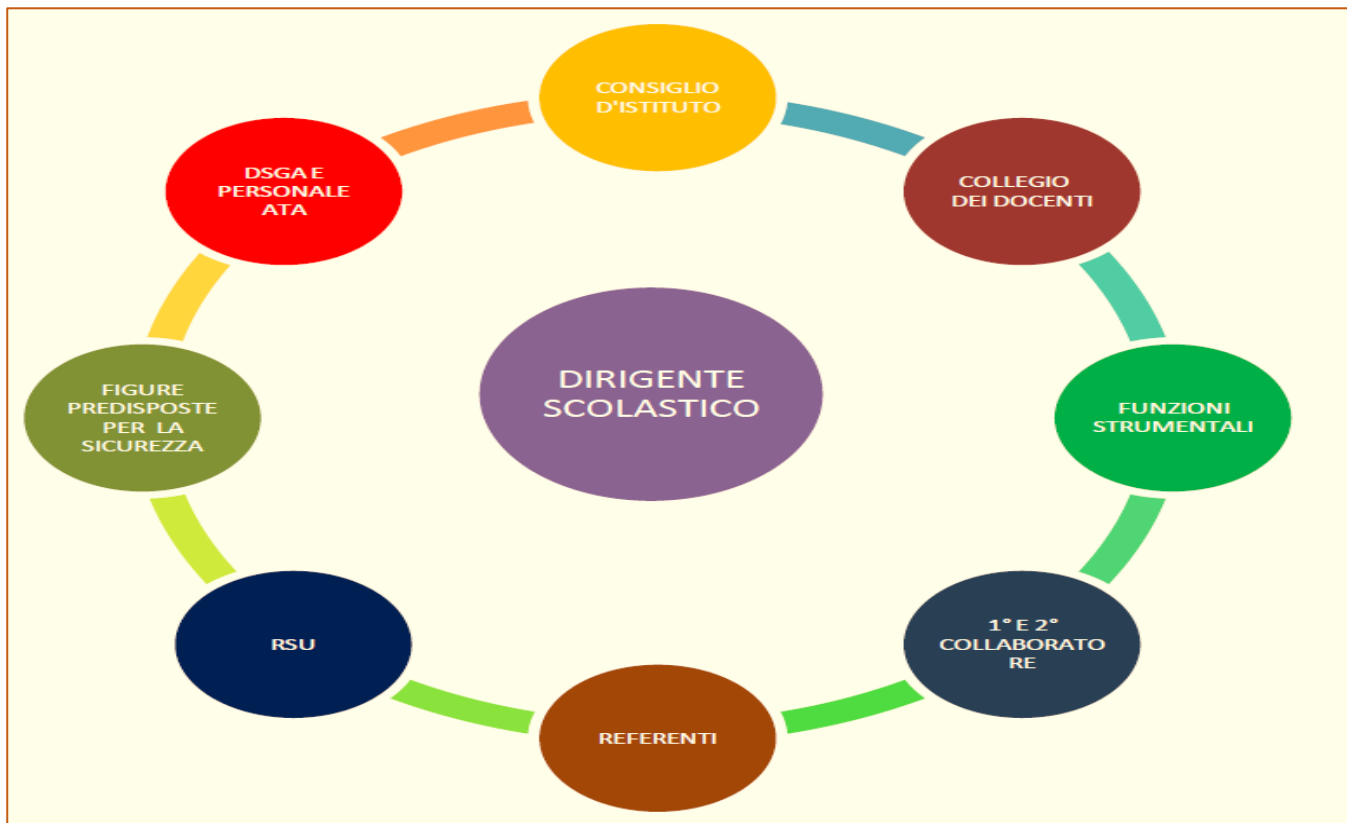 CONSIGLIO
D'ISTITUTO
COLLEGIO
DEI DOCENTI
FUNZIONI
STRUMENTALI
1° E 2°
COLLABORATO
RE
REFERENTI
RSU
FIGURE
PREDISPOSTE
PER LA
SICUREZZA
DSGA E
PERSONALE
ATA
DIRIGENTE
SCOLASTICO